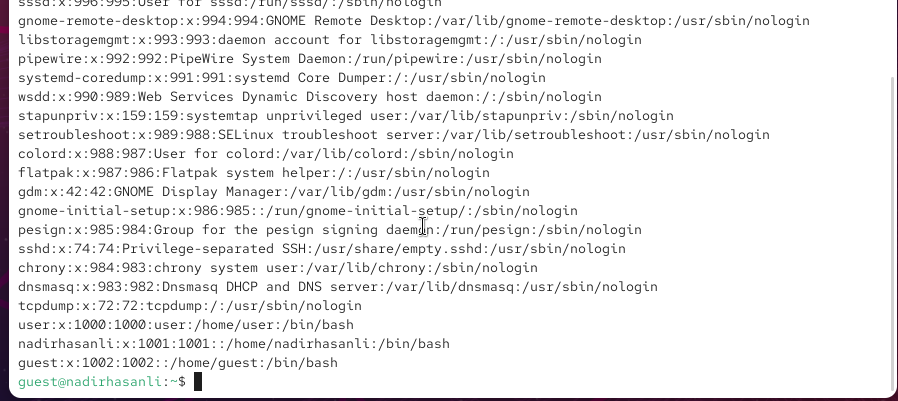 sssd:x:996:995:User for sssd:/run/sssd/:/sbin/nologin
gnome-remote-desktop:x:994:994:GNOME Remote Desktop:/var/lib/gnome-remote-desktop:/usr/sbin/nologin
libstoragemgmt:x:993:993:daemon account for libstoragemgmt:/:/usr/sbin/nologin
pipewire:x:992:992:PipeWire System Daemon:/run/pipewire:/usr/sbin/nologin
systemd-coredump:x:991:991:systemd Core Dumper:/:/usr/sbin/nologin
wsdd:x:990:989:Web Services Dynamic Discovery host daemon:/:/sbin/nologin
stapunpriv:x:159:159:systemtap unprivileged user:/var/lib/stapunpriv:/sbin/nologin
setroubleshoot:x:989:988:SELinux troubleshoot server:/var/lib/setroubleshoot:/usr/sbin/nologin
colord:x:988:987:User for colord:/var/lib/colord:/sbin/nologin
flatpak:x:987:986:Flatpak system helper:/:/usr/sbin/nologin
gdm:x:42:42:GNOME Display Manager:/var/lib/gdm:/usr/sbin/nologin
gnome-initial-setup:x:986:985::/run/gnome-initial-setup/:/sbin/nologin
pesign:x:985:984:Group for the pesign signing daemon:/run/pesign:/sbin/nologin
sshd:x:74:74:Privilege-separated SSH:/usr/share/empty.sshd:/usr/sbin/nologin
chrony:x:984:983:chrony system user:/var/lib/chrony:/sbin/nologin
dnsmasq:x:983:982:Dnsmasq DHCP and DNS server:/var/lib/dnsmasq:/usr/sbin/nologin
tcpdump:x:72:72:tcpdump:/:/usr/sbin/nologin
user:x:1000:1000:user:/home/user:/bin/bash
nadirhasanli:x:1001:1001::/home/nadirhasanli:/bin/bash
guest:x:1002:1002::/home/guest:/bin/bash
guest@nadirhasanli:~$